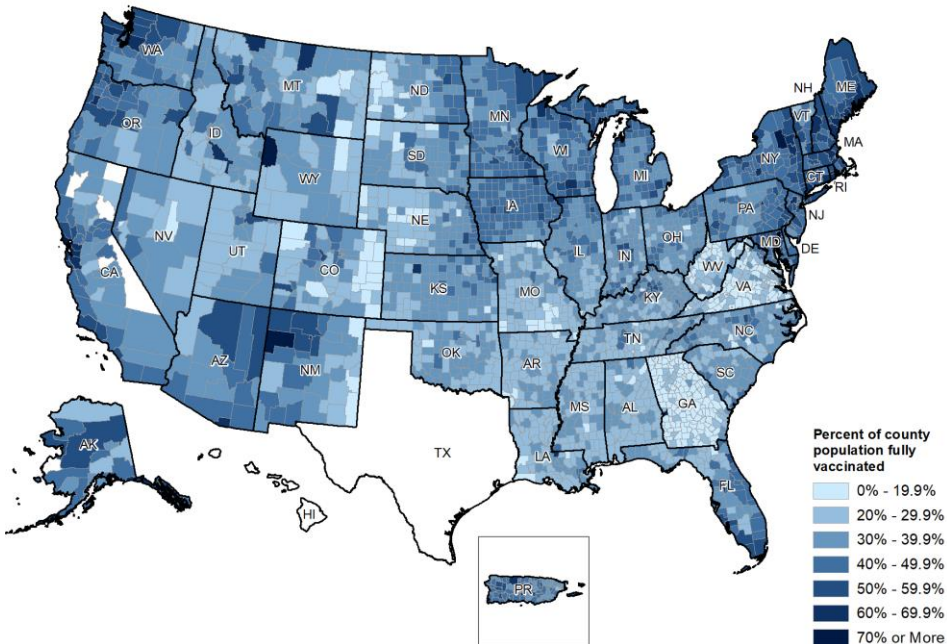 WA
MT
ND
MN
OR
ID
SD
WI
WY
MI
NH
ME
VT
MA
NY
CT
RI
IA
NE
PA
NJ
NV
UT
CO
CA
KS
MO
IL
IN
OH
WV
MD
DE
VA
KY
AZ
NM
OK
AR
TN
NC
SC
MS
AL
GA
TX
LA
FL
AK
HI
PR
Percent of county
population fully
vaccinated
0% - 19.9%
20% - 29.9%
30% - 39.9%
40% - 49.9%
50% - 59.9%
60% - 69.9%
70% or More